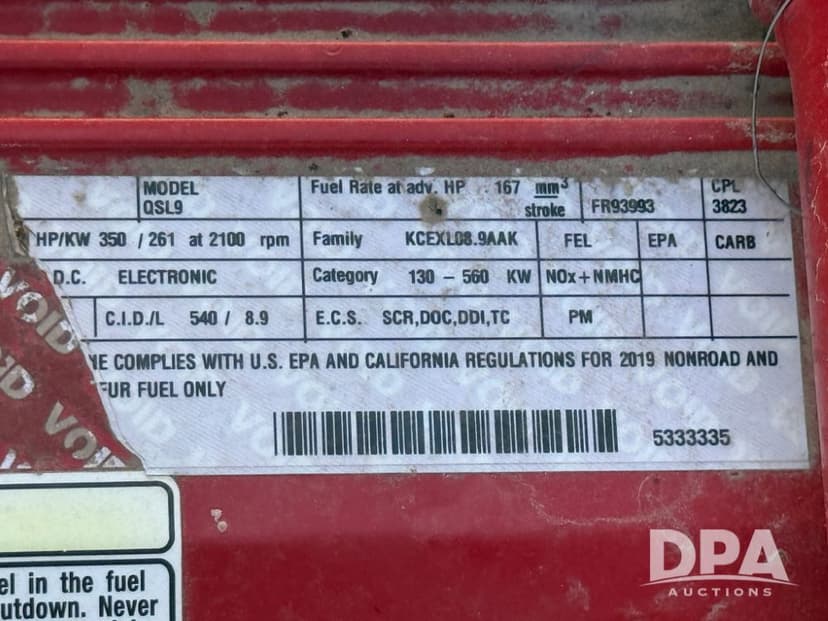 MODEL
QSL9
Fuel Rate at adv. HP 167 mm³
stroke
FR93993
CPL
3823
HP/KW 350 / 261 at 2100 rpm
Family KCEXL08.9AAK
FEL
EPA
CARB
D.C. ELECTRONIC
Category 130 – 560 KW
NOx+NMHC
C.I.D./L 540 / 8.9
E.C.S. SCR,DOC,DDI,TC
PM
NE COMPLIES WITH U.S. EPA AND CALIFORNIA REGULATIONS FOR 2019 NONROAD AND
FUR FUEL ONLY
5333335
VOID
VOID
VOID
el in the fuel
utdown. Never
DPA
AUCTIONS